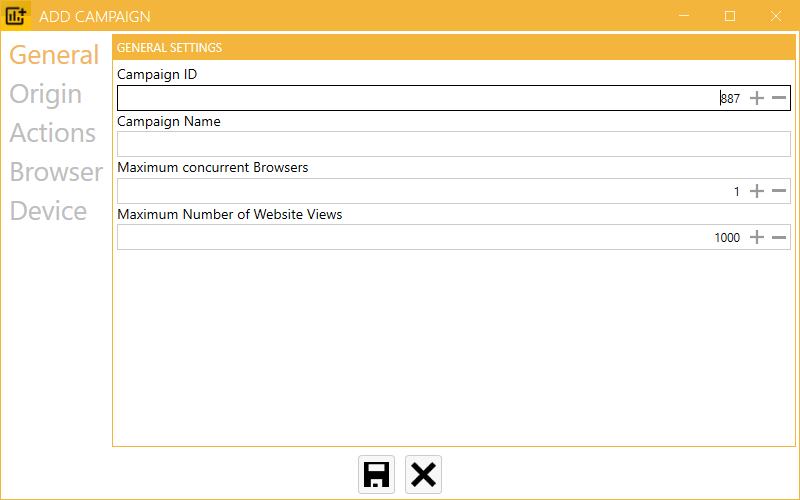 ADD CAMPAIGN
General
Origin
Actions
Browser
Device
GENERAL SETTINGS
Campaign ID
887
Campaign Name
Maximum concurrent Browsers
1
Maximum Number of Website Views
1000